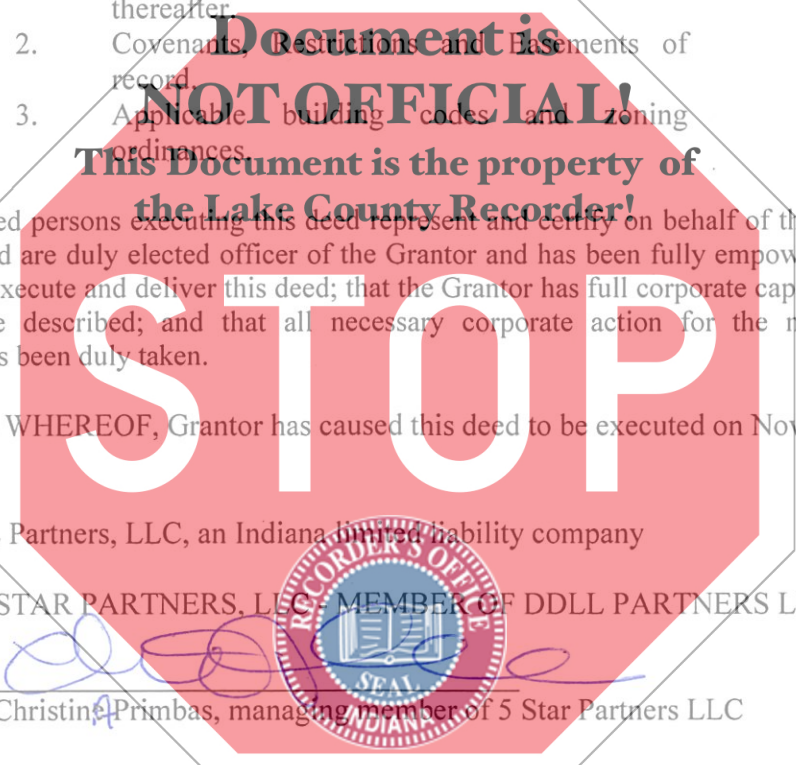 thereafter.
Document is
2. Covenants, Restrictions and Easements of
record.
NOT OFFICIAL!
3. Applicable building codes and zoning
ordinances.
This Document is the property of
the Lake County Recorder!
ed persons executing this deed represent and certify on behalf of th
d are duly elected officer of the Grantor and has been fully empow
xecute and deliver this deed; that the Grantor has full corporate cap
e described; and that all necessary corporate action for the
s been duly taken.
STOP
WHEREOF, Grantor has caused this deed to be executed on Nov
Partners, LLC, an Indiana limited liability company
RECORDER'S OFFICE
SEAL
INDIANA
STAR PARTNERS, LLC - MEMBER OF DDLL PARTNERS L
Christina Primbas, managing member of 5 Star Partners LLC